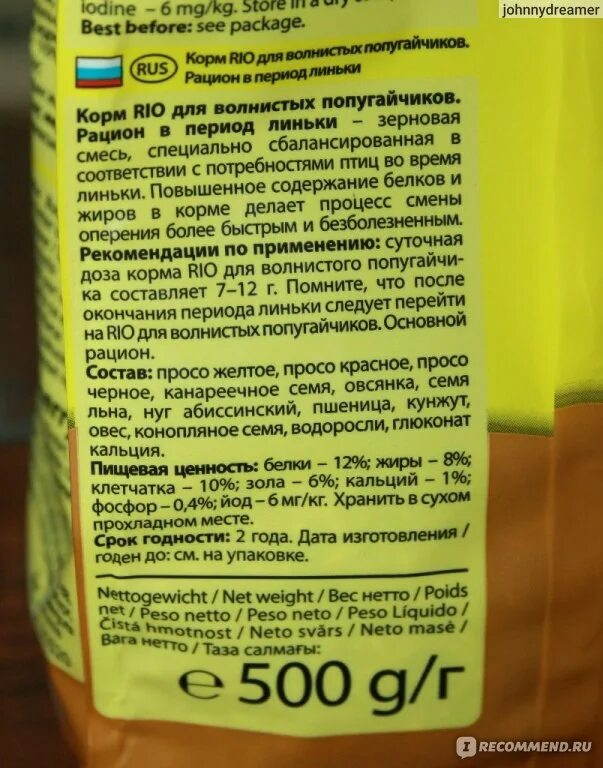 johnnydreamer
iodine – 6 mg/kg. Store in a dry
Best before: see package.
RUS
Корм RIO для волнистых попугайчиков.
Рацион в период линьки
Корм RIO для волнистых попугайчиков.
Рацион в период линьки – зерновая
смесь, специально сбалансированная в
соответствии с потребностями птиц во время
линьки. Повышенное содержание белков и
жиров в корме делает процесс смены
оперения более быстрым и безболезненным.
Рекомендации по применению: суточная
доза корма RIO для волнистого попугайчи-
ка составляет 7–12 г. Помните, что после
окончания периода линьки следует перейти
на RIO для волнистых попугайчиков. Основной
рацион.
Состав: просо желтое, просо красное, просо
черное, канареечное семя, овсянка, семя
льна, нуг абиссинский, пшеница, кунжут,
овес, конопляное семя, водоросли, глюконат
кальция.
Пищевая ценность: белки – 12%; жиры – 8%;
клетчатка – 10%; зола – 6%; кальций – 1%;
фосфор – 0,4%; йод – 6 мг/кг. Хранить в сухом
прохладном месте.
Срок годности: 2 года. Дата изготовления /
годен до: см. на упаковке.
Nettogewicht / Net weight / Вес нетто / Poids
net / Peso netto / Peso neto / Peso Líquido /
Čistá hmotnost / Neto svārs / Neto masė /
Вага нетто / Таза салмағы:
℮ 500 g/г
IRECOMMEND.RU